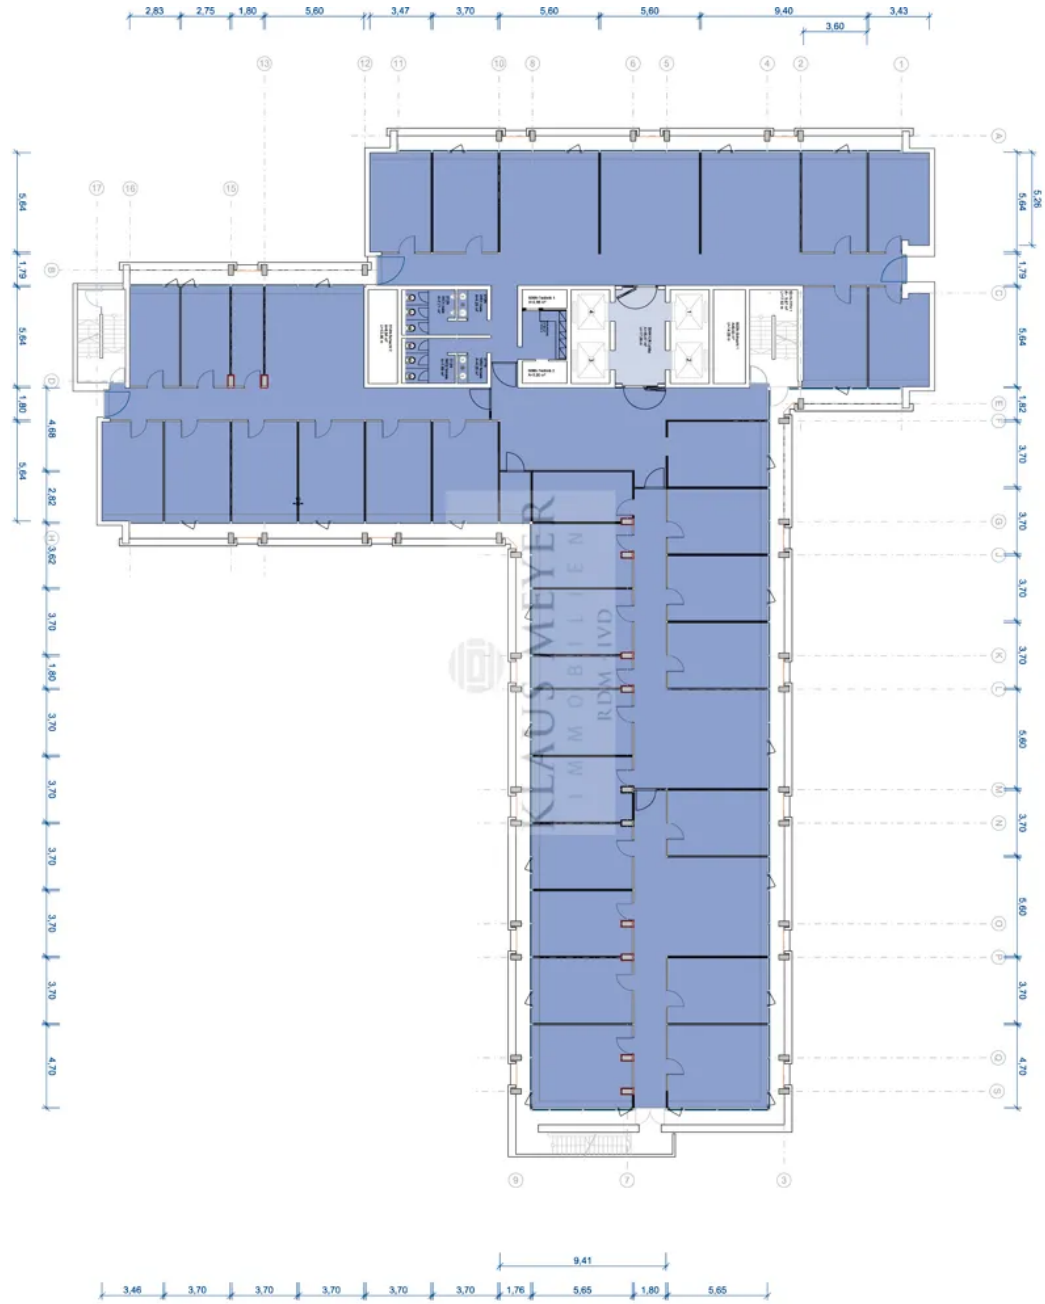 2,83 2,75 1,80 5,60 3,47 3,70 5,60 5,60 9,40 3,43
3,60
13 12 11 10 8 6 5 4 2 1
A
17 16 15
5,64 5,64 5,26
B
1,79 1,79
C
4 1
5,64 5,64
3 2
D
1,80 1,82
E
F
4,68 3,70
5,64
2,82 3,70
G
H
3,62 J
3,70
KLAUS MEYER
IMMOBILIEN
RDM IVD
3,70 3,70
K
1,80 L
3,70 5,60
3,70 M
N
3,70 3,70
3,70 5,60
O
P
3,70 3,70
Q
4,70 4,70
S
9 7 3
9,41
3,46 3,70 3,70 3,70 3,70 3,70 1,76 5,65 1,80 5,65